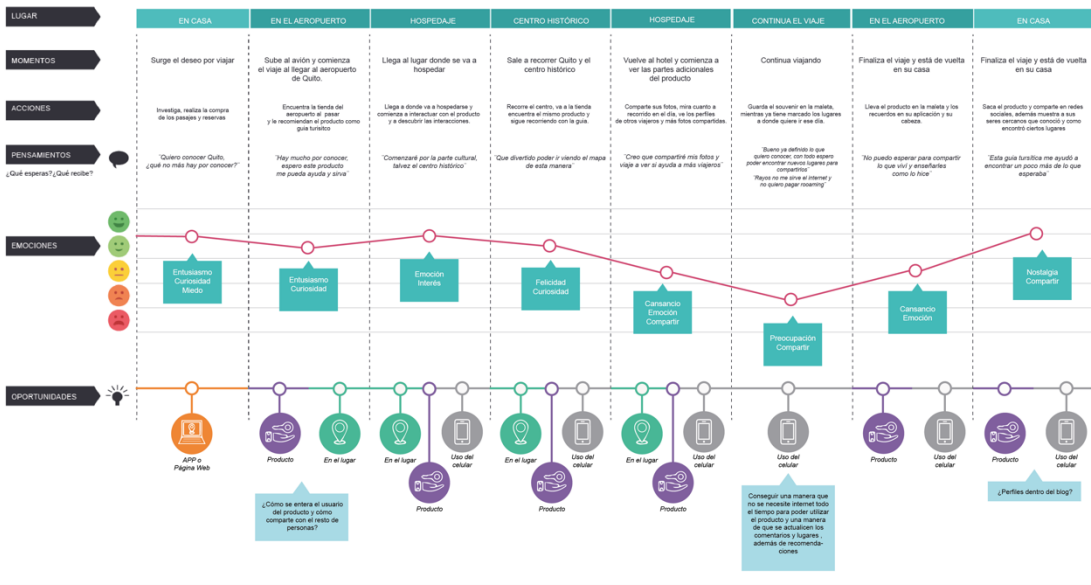 LUGAR
EN CASA
EN EL AEROPUERTO
HOSPEDAJE
CENTRO HISTÓRICO
HOSPEDAJE
CONTINUA EL VIAJE
EN EL AEROPUERTO
EN CASA
MOMENTOS
Surge el deseo por viajar
Sube al avión y comienza
el viaje al llegar al aeropuerto
de Quito.
Llega al lugar donde se va a
hospedar
Sale a recorrer Quito y el
centro histórico
Vuelve al hotel y comienza a
ver las partes adicionales
del producto
Continua viajando
Finaliza el viaje y está de vuelta
en su casa
Finaliza el viaje y está de vuelta
en su casa
ACCIONES
Investiga, realiza la compra
de los pasajes y reservas
Encuentra la tienda del
aeropuerto al pasar
y le recomiendan el producto como
guia turisitco
Llega a donde va a hospedarse y
comienza a interactuar con el producto
y a descubrir las interacciones.
Recorre el centro, va a la tienda
encuentra el mismo producto y
sigue recorriendo con la guia.
Comparte sus fotos, mira cuanto a
recorrido en el día, ve los perfiles
de otros viajeros y más fotos compartidas.
Guarda el souvenir en la maleta,
mientras ya tiene marcado los lugares
a donde quiere ir ese día.
Lleva el producto en la maleta y los
recuentros en su aplicación y su
cabeza.
Saca el producto y comparte en redes
sociales, además muestra a sus
seres cercanos que conoció y como
encontró ciertos lugares
PENSAMIENTOS
¿Qué esperas?¿Qué recibe?
"Quiero conocer Quito,
¿qué no más hay por conocer?"
"Hay mucho por conocer,
espero este producto
me pueda ayuda y sirva"
"Comenzaré por la parte cultural,
talvez el centro histórico"
"Que divertido poder ir viendo el mapa
de esta manera"
"Creo que compartiré mis fotos y
viaje a ver si ayuda a más viajeros"
"Bueno ya definido lo que
quiero conocer, con todo espero
poder encontrar nuevos lugares para
compartirlos"
"Rayos no me sirve el internet y
no quiero pagar rooaming"
"No puedo esperar para compartir
lo que viví y enseñarles
como lo hice"
"Esta guia tursitica me ayudó a
encontrar un poco más de lo que
esperaba"
EMOCIONES
Entusiasmo
Curiosidad
Miedo
Entusiasmo
Curiosidad
Emoción
Interés
Felicidad
Curiosidad
Cansancio
Emoción
Compartir
Preocupación
Compartir
Cansancio
Emoción
Nostalgia
Compartir
OPORTUNIDADES
APP o
Página Web
Producto
En el lugar
En el lugar
Producto
Uso del
celular
En el lugar
Producto
Uso del
celular
En el lugar
Producto
Uso del
celular
Uso del
celular
Producto
Uso del
celular
Producto
Uso del
celular
¿Cómo se entera el usuario
del producto y cómo
comparte con el resto de
personas?
Conseguir una manera que
no se necesite internet todo
el tiempo para poder utilizar
el producto y una manera
de que se actualicen los
comentarios y lugares ,
además de recomenda-
ciones
¿Perfiles dentro del blog?